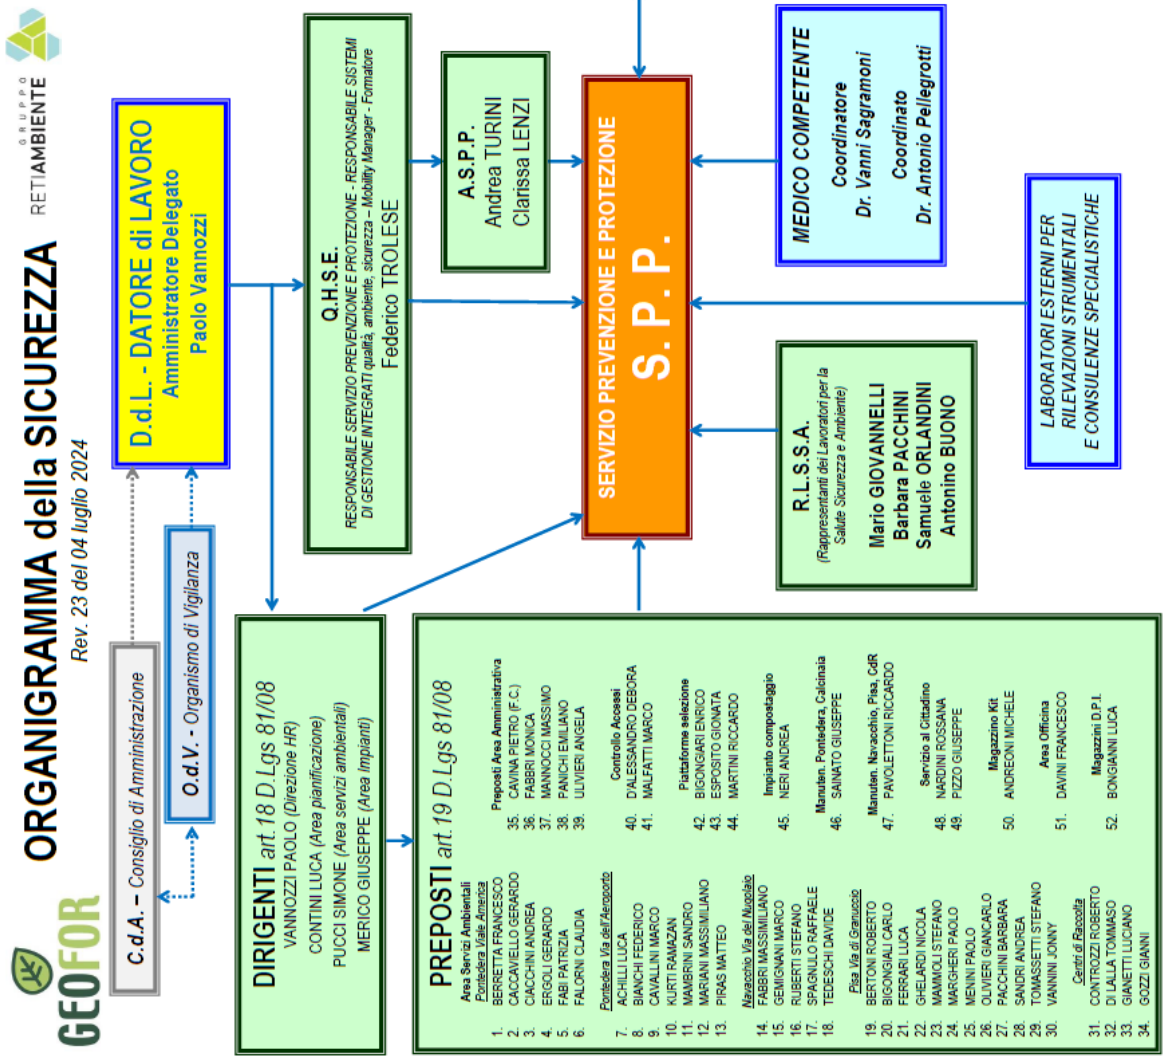 GEOFOR
ORGANIGRAMMA della SICUREZZA
Rev. 23 del 04 luglio 2024
GRUPPO
RETIAMBIENTE
C.d.A. – Consiglio di Amministrazione
O.d.V. - Organismo di Vigilanza
D.d.L. - DATORE di LAVORO
Amministratore Delegato
Paolo Vannozzi
DIRIGENTI art.18 D.Lgs 81/08
VANNOZZI PAOLO (Direzione HR)
CONTINI LUCA (Area pianificazione)
PUCCI SIMONE (Area servizi ambientali)
MERICO GIUSEPPE (Area Impianti)
Q.H.S.E.
RESPONSABILE SERVIZIO PREVENZIONE E PROTEZIONE - RESPONSABILE SISTEMI
DI GESTIONE INTEGRATI qualità, ambiente, sicurezza – Mobility Manager - Formatore
Federico TROLESE
A.S.P.P.
Andrea TURINI
Clarissa LENZI
PREPOSTI art.19 D.Lgs 81/08
Area Servizi Ambientali
Pontedera Viale America
1. BERRETTA FRANCESCO
2. CACCAVIELLO GERARDO
3. CIACCHINI ANDREA
4. ERGOLI GERARDO
5. FABI PATRIZIA
6. FALORNI CLAUDIA
Pontedera Via dell'Aeroporto
7. ACHILLI LUCA
8. BIANCHI FEDERICO
9. CAVALLINI MARCO
10. KURTI RAMAZAN
11. MAMBRINI SANDRO
12. MARIANI MASSIMILIANO
13. PIRAS MATTEO
Navacchio Via del Nugolaio
14. FABBRI MASSIMILIANO
15. GEMIGNANI MARCO
16. RUBERTI STEFANO
17. SPAGNULO RAFFAELE
18. TEDESCHI DAVIDE
Pisa Via di Granuccio
19. BERTONI ROBERTO
20. BIGONGIALI CARLO
21. FERRARI LUCA
22. GHELARDI NICOLA
23. MAMMOLI STEFANO
24. MARGHERI PAOLO
25. MENINI PAOLO
26. OLIVIERI GIANCARLO
27. PACCHINI BARBARA
28. SANDRI ANDREA
29. TOMASSETTI STEFANO
30. VANNINI JONNY
Centri di Raccolta
31. CONTROZZI ROBERTO
32. DI LALLA TOMMASO
33. GIANETTI LUCIANO
34. GOZZI GIANNI
Preposti Area Amministrativa
35. CAVINA PIETRO (F.C.)
36. FABBRI MONICA
37. MANNOCCI MASSIMO
38. PANICHI EMILIANO
39. ULIVIERI ANGELA
Controllo Accessi
40. D'ALESSANDRO DEBORA
41. MALFATTI MARCO
Piattaforme selezione
42. BIGONGIARI ENRICO
43. ESPOSITO GIONATA
44. MARTINI RICCARDO
Impianto compostaggio
45. NERI ANDREA
Manuten. Pontedera, Calcinaia
46. SAINATO GIUSEPPE
Manuten. Navacchio, Pisa, CdR
47. PAVOLETTONI RICCARDO
Servizio al Cittadino
48. NARDINI ROSSANA
49. PIZZO GIUSEPPE
Magazzino Kit
50. ANDREONI MICHELE
Area Officina
51. DAVINI FRANCESCO
Magazzini D.P.I.
52. BONGIANNI LUCA
SERVIZIO PREVENZIONE E PROTEZIONE
S. P. P.
R.L.S.S.A.
(Rappresentanti dei Lavoratori per la
Salute Sicurezza e Ambiente)
Mario GIOVANNELLI
Barbara PACCHINI
Samuele ORLANDINI
Antonino BUONO
MEDICO COMPETENTE
Coordinatore
Dr. Vanni Sagramoni
Coordinato
Dr. Antonio Pellegrotti
LABORATORI ESTERNI PER
RILEVAZIONI STRUMENTALI
E CONSULENZE SPECIALISTICHE